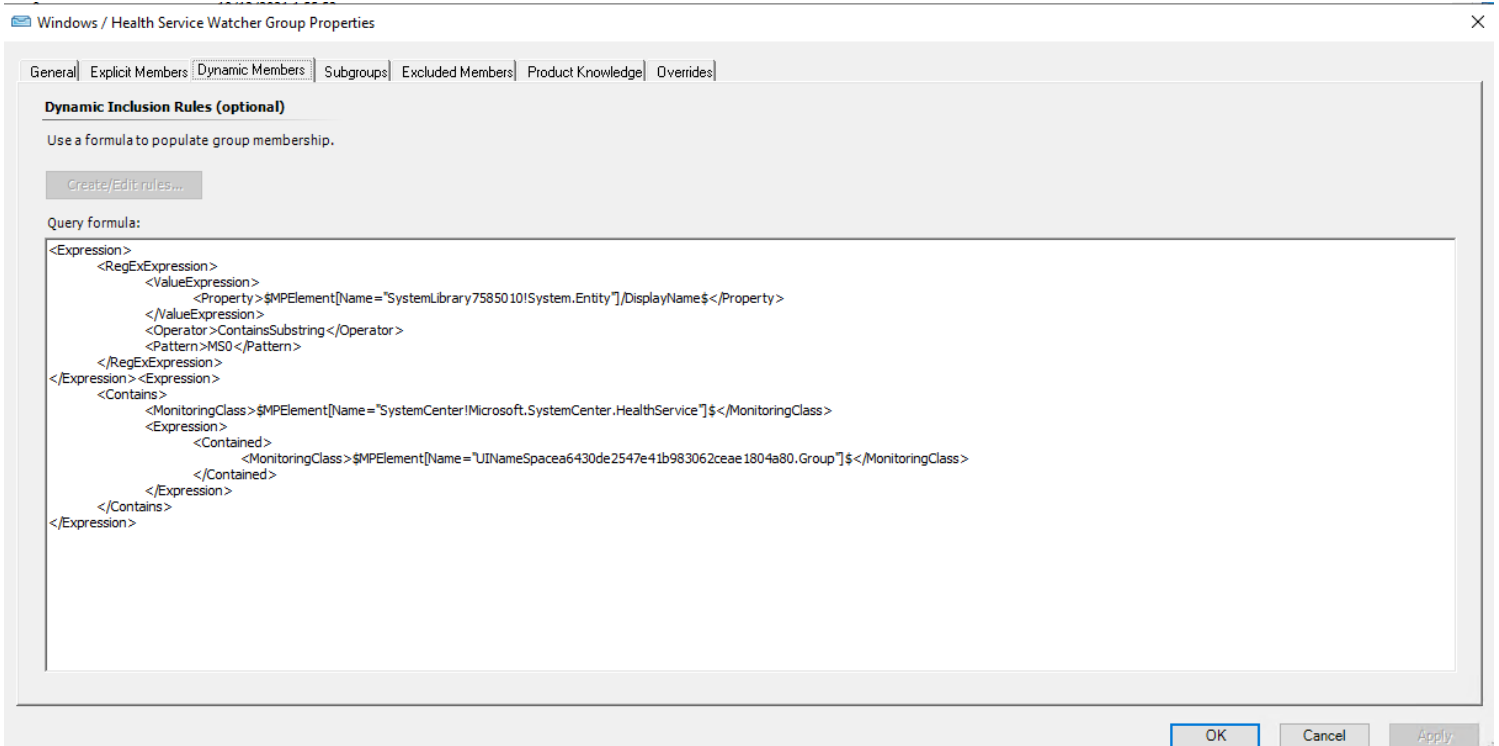 Windows / Health Service Watcher Group Properties
General Explicit Members Dynamic Members Subgroups Excluded Members Product Knowledge Overrides
Dynamic Inclusion Rules (optional)
Use a formula to populate group membership.
Create/Edit rules...
Query formula:
<Expression>
<RegExExpression>
<ValueExpression>
<Property>$MPElement[Name="SystemLibrary7585010!System.Entity"]/DisplayName$</Property>
</ValueExpression>
<Operator>ContainsSubstring</Operator>
<Pattern>MS0</Pattern>
</RegExExpression>
</Expression><Expression>
<Contains>
<MonitoringClass>$MPElement[Name="SystemCenter!Microsoft.SystemCenter.HealthService"]$</MonitoringClass>
<Expression>
<Contained>
<MonitoringClass>$MPElement[Name="UINameSpacea6430de2547e41b983062ceae1804a80.Group"]$</MonitoringClass>
</Contained>
</Expression>
</Contains>
</Expression>
OK Cancel Apply